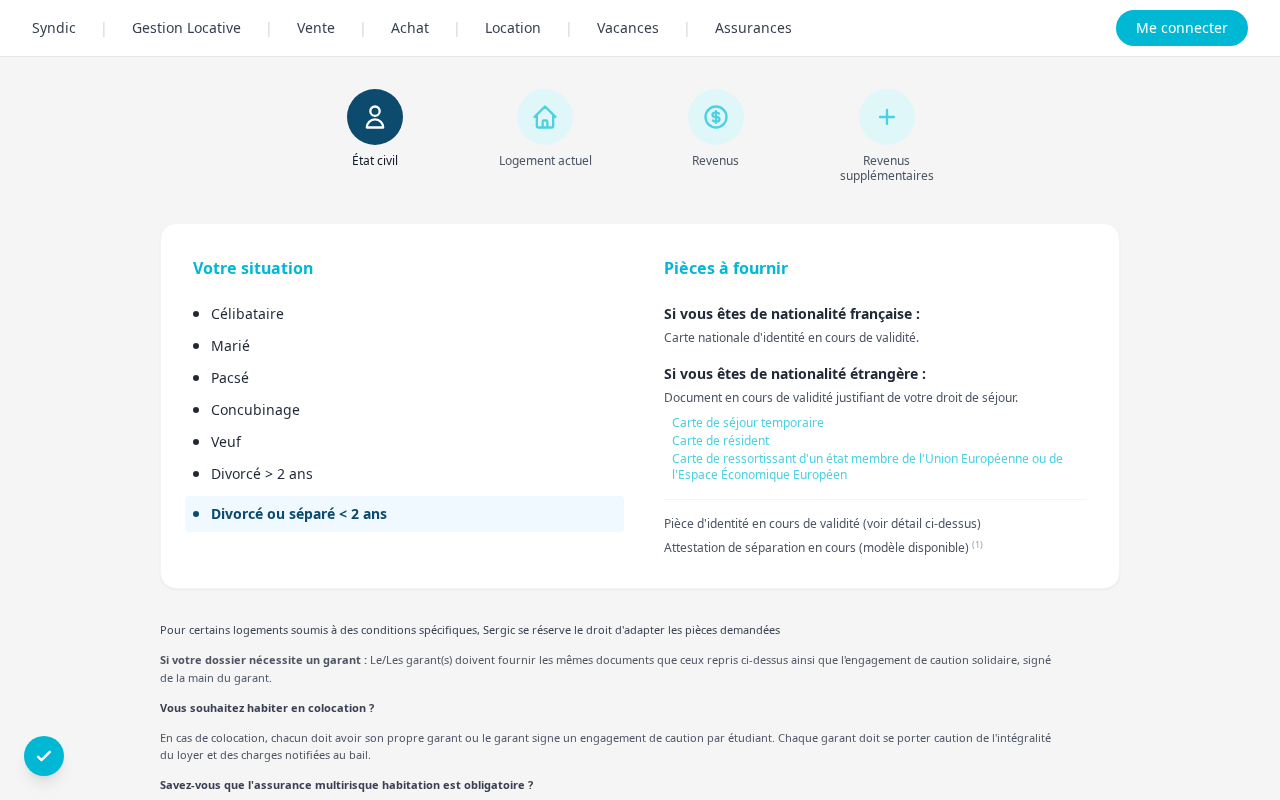 Syndic | Gestion Locative | Vente | Achat | Location | Vacances | Assurances
Me connecter
État civil
Logement actuel
Revenus
Revenus
supplémentaires
Votre situation
Célibataire
Marié
Pacsé
Concubinage
Veuf
Divorcé > 2 ans
Divorcé ou séparé < 2 ans
Pièces à fournir
Si vous êtes de nationalité française :
Carte nationale d'identité en cours de validité.
Si vous êtes de nationalité étrangère :
Document en cours de validité justifiant de votre droit de séjour.
Carte de séjour temporaire
Carte de résident
Carte de ressortissant d'un état membre de l'Union Européenne ou de
l'Espace Économique Européen
Pièce d'identité en cours de validité (voir détail ci-dessus)
Attestation de séparation en cours (modèle disponible) (1)
Pour certains logements soumis à des conditions spécifiques, Sergic se réserve le droit d'adapter les pièces demandées
Si votre dossier nécessite un garant : Le/Les garant(s) doivent fournir les mêmes documents que ceux repris ci-dessus ainsi que l'engagement de caution solidaire, signé
de la main du garant.
Vous souhaitez habiter en colocation ?
En cas de colocation, chacun doit avoir son propre garant ou le garant signe un engagement de caution par étudiant. Chaque garant doit se porter caution de l'intégralité
du loyer et des charges notifiées au bail.
Savez-vous que l'assurance multirisque habitation est obligatoire ?